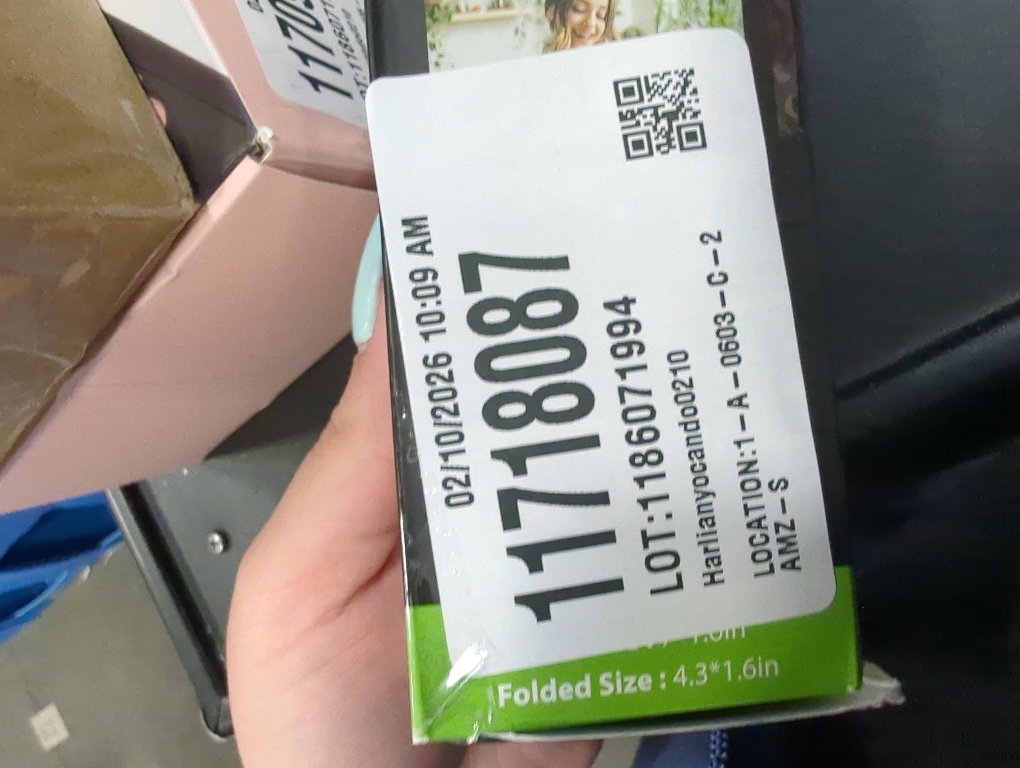 02/10/2026 10:09 AM
11718087
LOT:1186071994
Harlianyocando0210
LOCATION:1-A-0603-C-2
AMZ-S
Folded Size : 4.3*1.6in